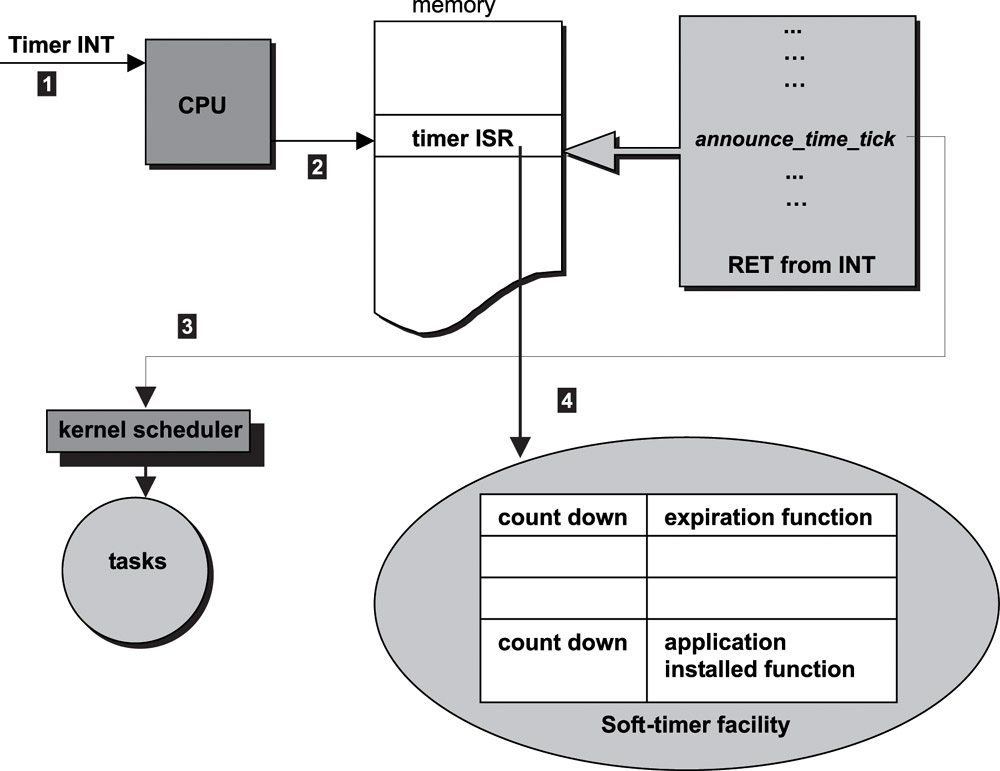 memory
Timer INT
1
CPU
2
timer ISR
...
...
...
announce_time_tick
...
...
RET from INT
3
kernel scheduler
tasks
4
count down expiration function
count down application
installed function
Soft-timer facility